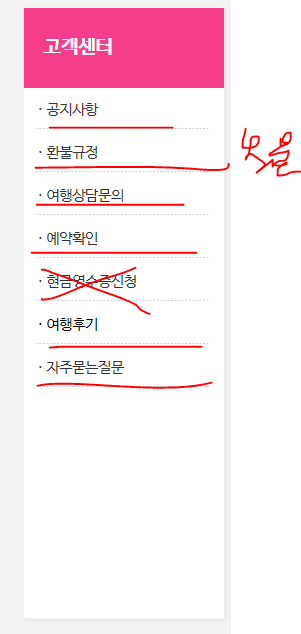 고객센터
· 공지사항
· 환불규정
· 여행상담문의
· 예약확인
· 현금영수증신청
· 여행후기
· 자주묻는질문